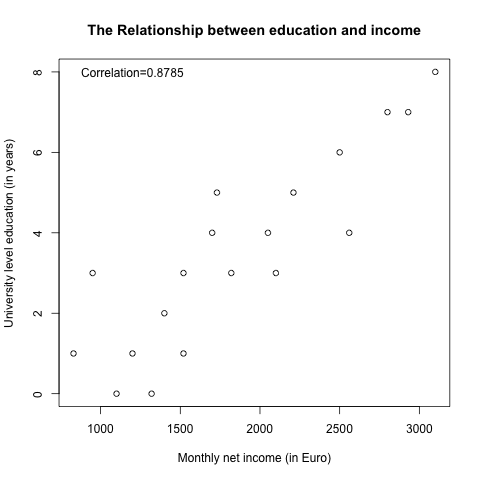 The Relationship between education and income
Correlation=0.8785
University level education (in years)
8
6
4
2
0
1000 1500 2000 2500 3000
Monthly net income (in Euro)